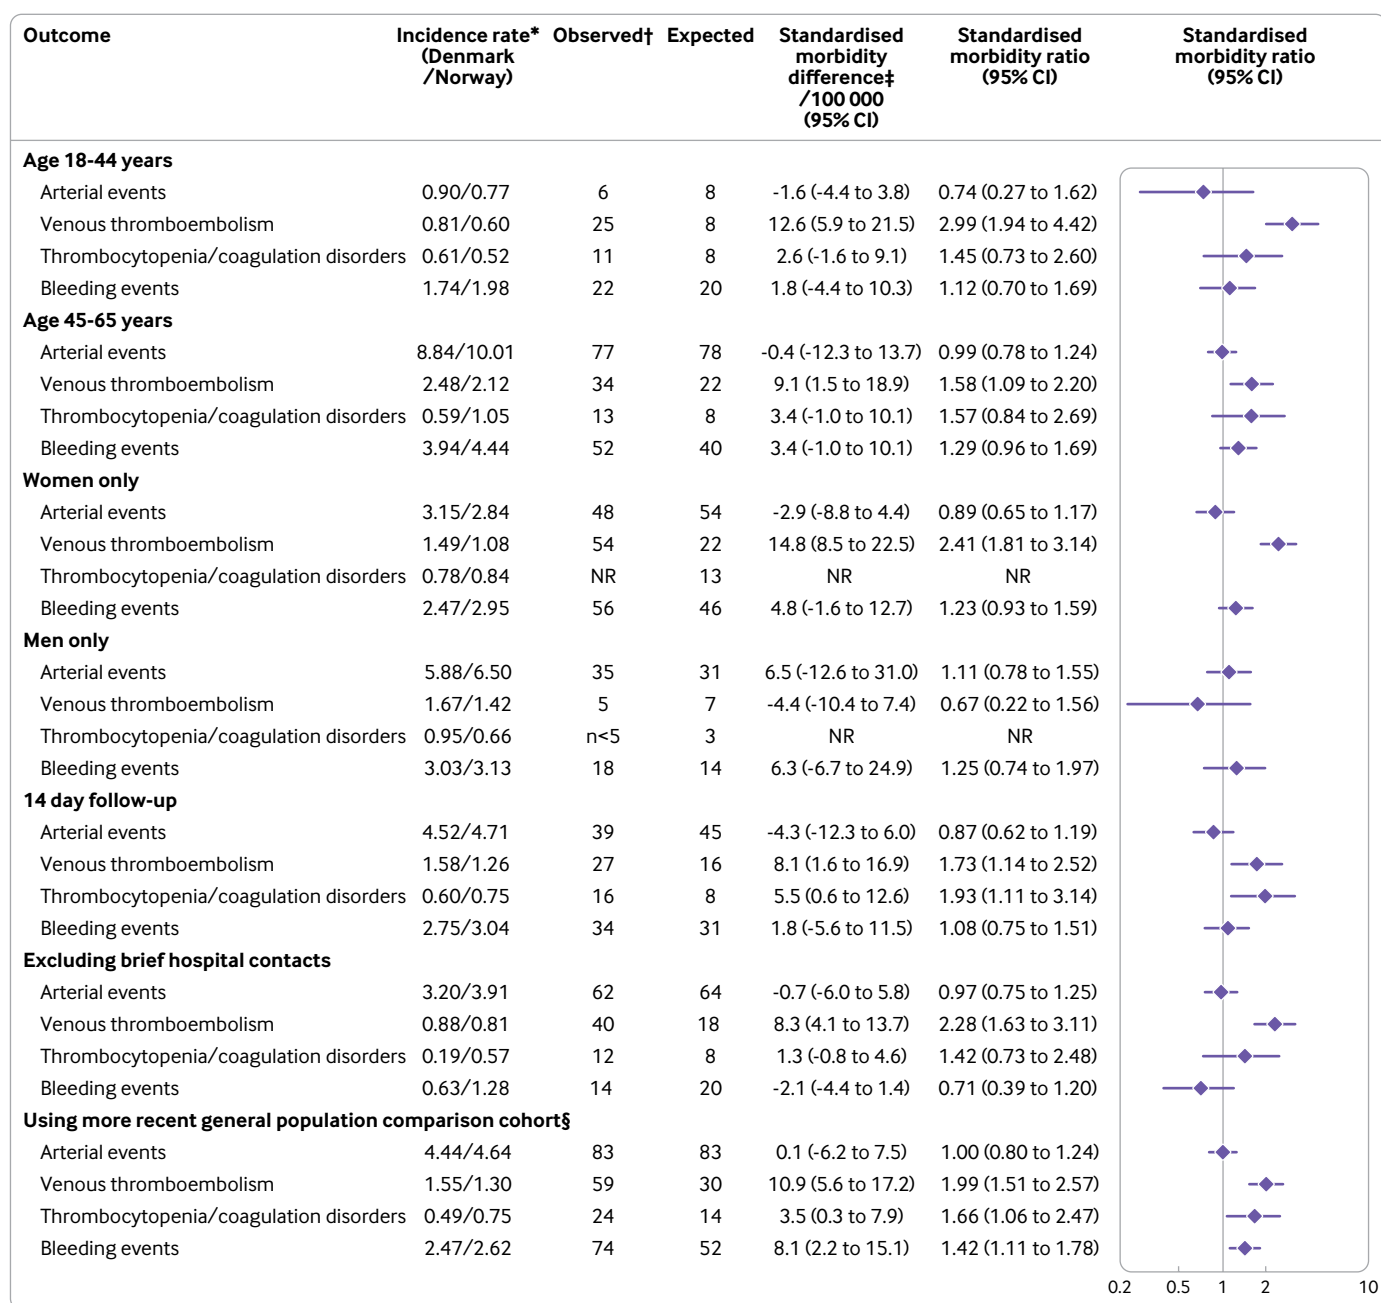 Outcome Incidence rate* (Denmark /Norway) Observed† Expected Standardised morbidity difference‡ /100 000 (95% CI) Standardised morbidity ratio (95% CI) Standardised morbidity ratio (95% CI)
Age 18-44 years
Arterial events 0.90/0.77 6 8 -1.6 (-4.4 to 3.8) 0.74 (0.27 to 1.62)
Venous thromboembolism 0.81/0.60 25 8 12.6 (5.9 to 21.5) 2.99 (1.94 to 4.42)
Thrombocytopenia/coagulation disorders 0.61/0.52 11 8 2.6 (-1.6 to 9.1) 1.45 (0.73 to 2.60)
Bleeding events 1.74/1.98 22 20 1.8 (-4.4 to 10.3) 1.12 (0.70 to 1.69)
Age 45-65 years
Arterial events 8.84/10.01 77 78 -0.4 (-12.3 to 13.7) 0.99 (0.78 to 1.24)
Venous thromboembolism 2.48/2.12 34 22 9.1 (1.5 to 18.9) 1.58 (1.09 to 2.20)
Thrombocytopenia/coagulation disorders 0.59/1.05 13 8 3.4 (-1.0 to 10.1) 1.57 (0.84 to 2.69)
Bleeding events 3.94/4.44 52 40 3.4 (-1.0 to 10.1) 1.29 (0.96 to 1.69)
Women only
Arterial events 3.15/2.84 48 54 -2.9 (-8.8 to 4.4) 0.89 (0.65 to 1.17)
Venous thromboembolism 1.49/1.08 54 22 14.8 (8.5 to 22.5) 2.41 (1.81 to 3.14)
Thrombocytopenia/coagulation disorders 0.78/0.84 NR 13 NR NR
Bleeding events 2.47/2.95 56 46 4.8 (-1.6 to 12.7) 1.23 (0.93 to 1.59)
Men only
Arterial events 5.88/6.50 35 31 6.5 (-12.6 to 31.0) 1.11 (0.78 to 1.55)
Venous thromboembolism 1.67/1.42 5 7 -4.4 (-10.4 to 7.4) 0.67 (0.22 to 1.56)
Thrombocytopenia/coagulation disorders 0.95/0.66 n<5 3 NR NR
Bleeding events 3.03/3.13 18 14 6.3 (-6.7 to 24.9) 1.25 (0.74 to 1.97)
14 day follow-up
Arterial events 4.52/4.71 39 45 -4.3 (-12.3 to 6.0) 0.87 (0.62 to 1.19)
Venous thromboembolism 1.58/1.26 27 16 8.1 (1.6 to 16.9) 1.73 (1.14 to 2.52)
Thrombocytopenia/coagulation disorders 0.60/0.75 16 8 5.5 (0.6 to 12.6) 1.93 (1.11 to 3.14)
Bleeding events 2.75/3.04 34 31 1.8 (-5.6 to 11.5) 1.08 (0.75 to 1.51)
Excluding brief hospital contacts
Arterial events 3.20/3.91 62 64 -0.7 (-6.0 to 5.8) 0.97 (0.75 to 1.25)
Venous thromboembolism 0.88/0.81 40 18 8.3 (4.1 to 13.7) 2.28 (1.63 to 3.11)
Thrombocytopenia/coagulation disorders 0.19/0.57 12 8 1.3 (-0.8 to 4.6) 1.42 (0.73 to 2.48)
Bleeding events 0.63/1.28 14 20 -2.1 (-4.4 to 1.4) 0.71 (0.39 to 1.20)
Using more recent general population comparison cohort§
Arterial events 4.44/4.64 83 83 0.1 (-6.2 to 7.5) 1.00 (0.80 to 1.24)
Venous thromboembolism 1.55/1.30 59 30 10.9 (5.6 to 17.2) 1.99 (1.51 to 2.57)
Thrombocytopenia/coagulation disorders 0.49/0.75 24 14 3.5 (0.3 to 7.9) 1.66 (1.06 to 2.47)
Bleeding events 2.47/2.62 74 52 8.1 (2.2 to 15.1) 1.42 (1.11 to 1.78)
0.2 0.5 1 2 10